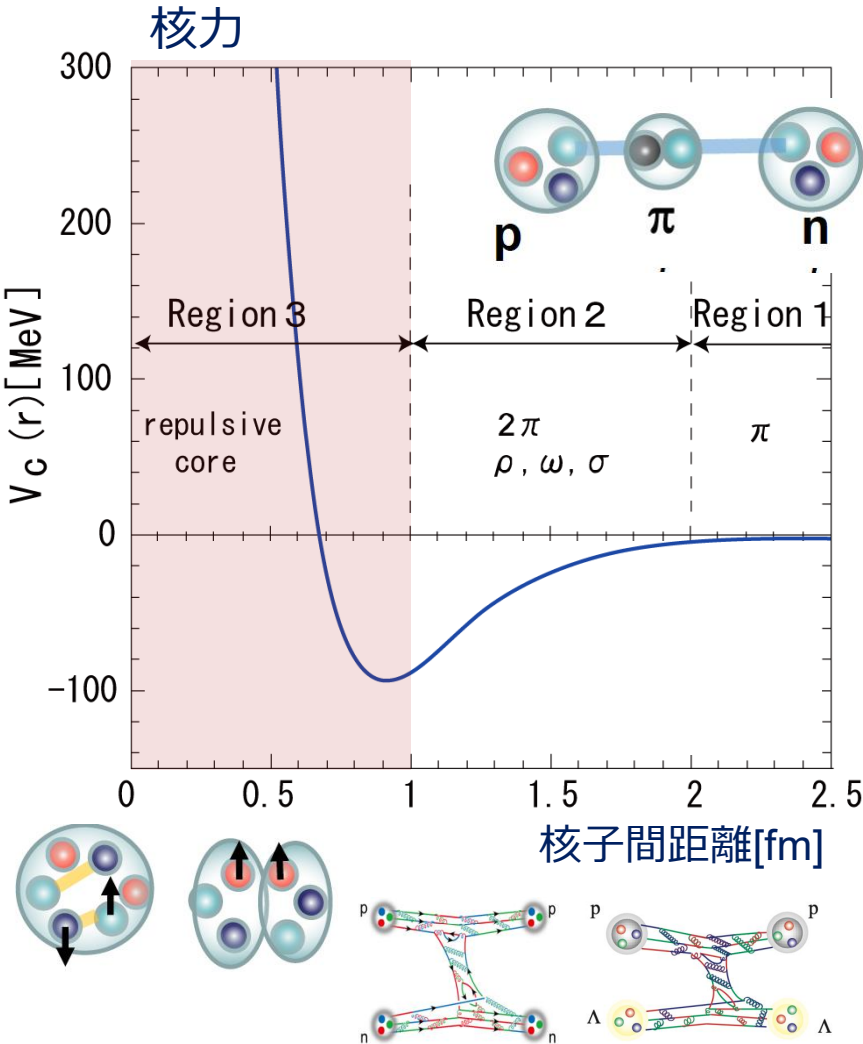 核力
300
200
100
0
-100
Vc(r)[MeV]
p
π
n
Region 3
Region 2
Region 1
repulsive
core
2π
ρ, ω, σ
π
0
0.5
1
1.5
2
2.5
核子間距離[fm]
p
p
n
n
p
p
Λ
Λ